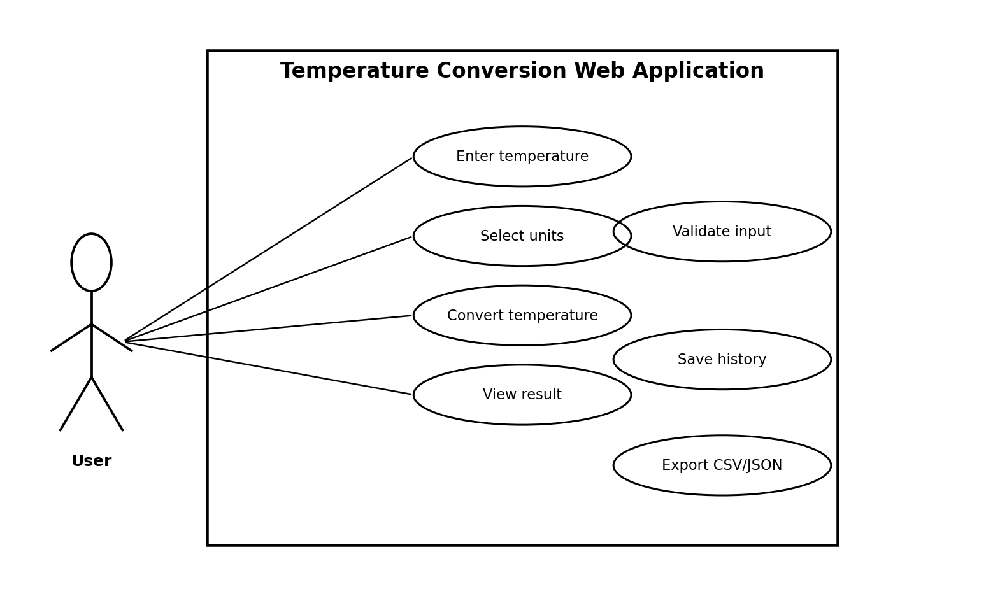 Temperature Conversion Web Application
Enter temperature
Select units
Validate input
Convert temperature
Save history
View result
User
Export CSV/JSON